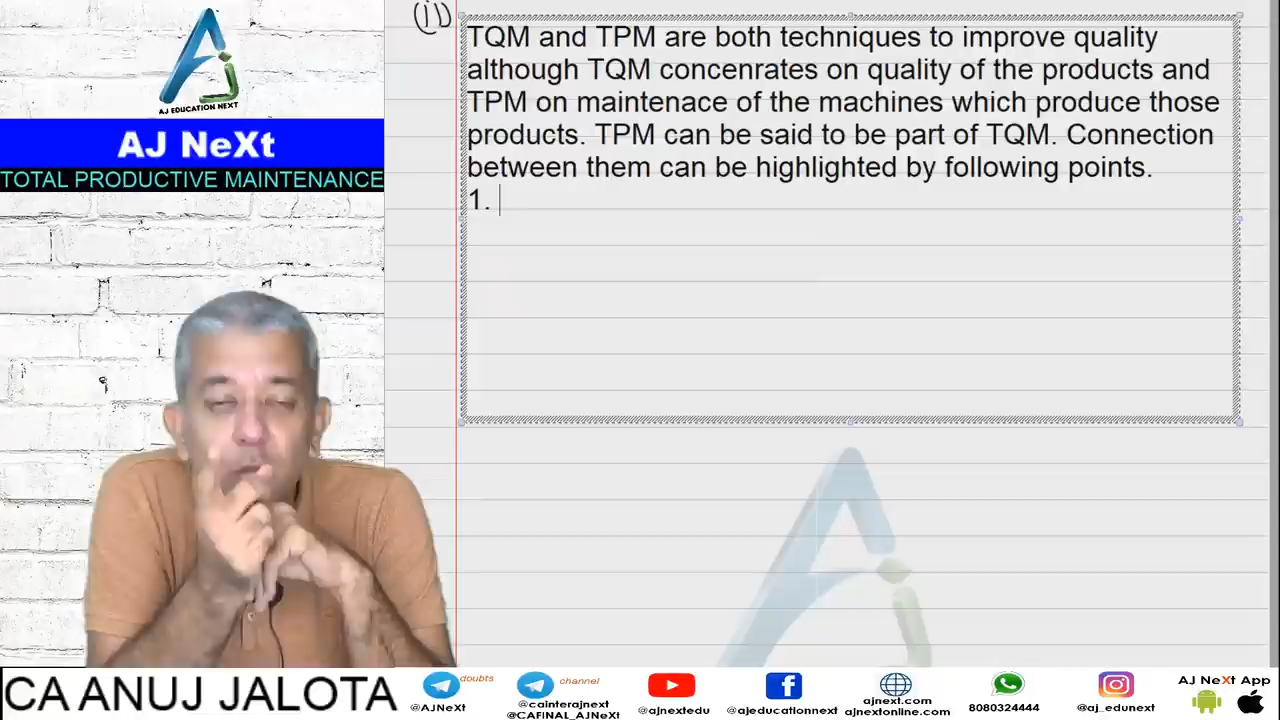 (ii)
TQM and TPM are both techniques to improve quality
although TQM concenrates on quality of the products and
TPM on maintenace of the machines which produce those
products. TPM can be said to be part of TQM. Connection
between them can be highlighted by following points.
1.
AJ EDUCATION NEXT
AJ NeXt
TOTAL PRODUCTIVE MAINTENANCE
CA ANUJ JALOTA
doubts
@AJNeXt
channel
@cainterajnext
@CAFINAL_AJNeXt
@ajnextedu
@ajeducationnext
ajnext.com
ajnextonline.com
8080324444
@aj_edunext
AJ NeXt App